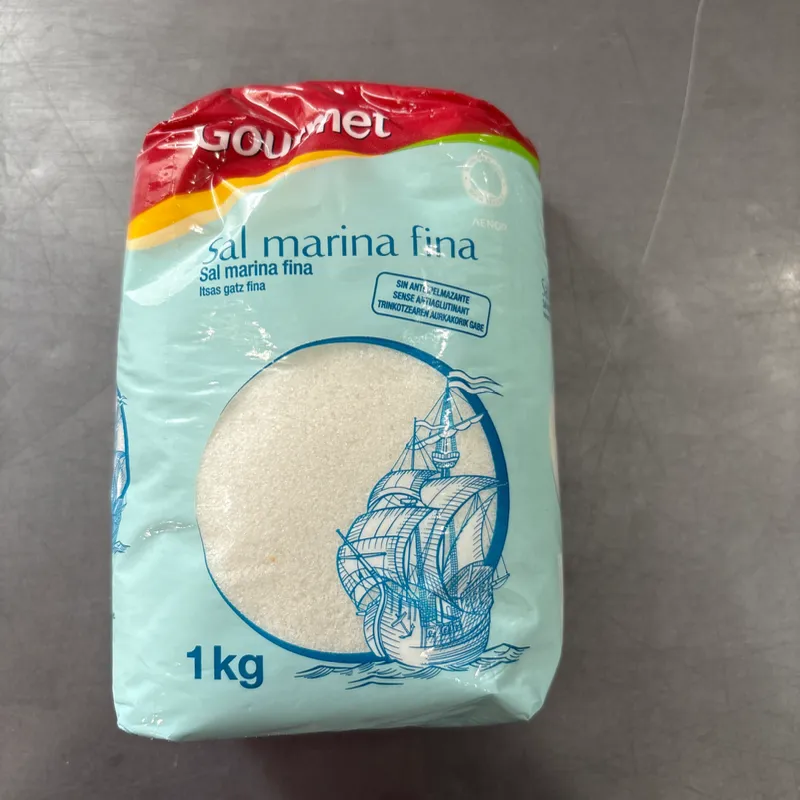 Gourmet
Sal marina fina
Sal marina fina
Itsas gatz fina
SIN ANTIAPELMAZANTE
SENSE ANTIAGLUTINANT
TRINKOTZEAREN AURKAKORIK GABE
AENOR
1kg